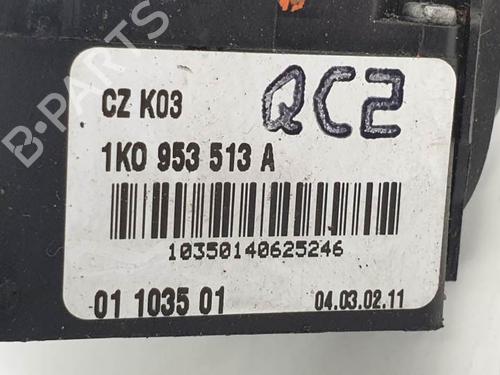 B-PARTS
CZ K03
QC2
1K0 953 513 A
10350140625246
01 1035 01
04.03.02.11